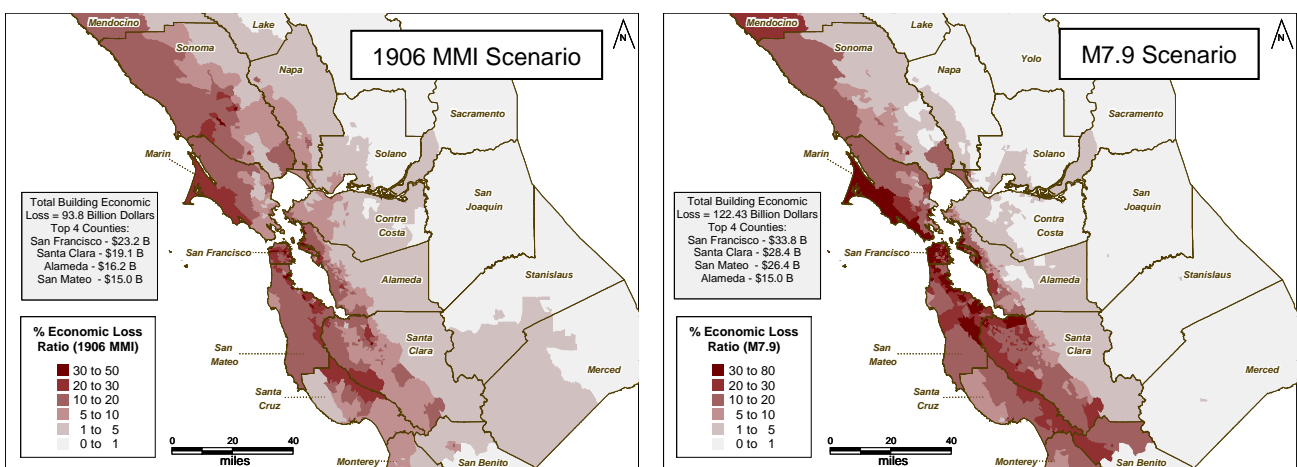 Mendocino
Lake
N
Sonoma
1906 MMI Scenario
Napa
Sacramento
Marin
Solano
Total Building Economic
Loss = 93.8 Billion Dollars
Top 4 Counties:
San Francisco - $23.2 B
Santa Clara - $19.1 B
Alameda - $16.2 B
San Mateo - $15.0 B
San
Joaquin
Contra
Costa
San Francisco
Alameda
Stanislaus
% Economic Loss
Ratio (1906 MMI)
30 to 50
20 to 30
10 to 20
5 to 10
1 to 5
0 to 1
San
Mateo
Santa
Clara
Merced
Santa
Cruz
0 20 40
miles
Monterey
San Benito
Mendocino
Lake
N
Sonoma
M7.9 Scenario
Napa
Yolo
Sacramento
Marin
Solano
Total Building Economic
Loss = 122.43 Billion Dollars
Top 4 Counties:
San Francisco - $33.8 B
Santa Clara - $28.4 B
San Mateo - $26.4 B
Alameda - $15.0 B
San
Joaquin
Contra
Costa
San Francisco
Alameda
Stanislaus
% Economic Loss
Ratio (M7.9)
30 to 80
20 to 30
10 to 20
5 to 10
1 to 5
0 to 1
San
Mateo
Santa
Clara
Merced
Santa
Cruz
0 20 40
miles
Monterey
San Benito